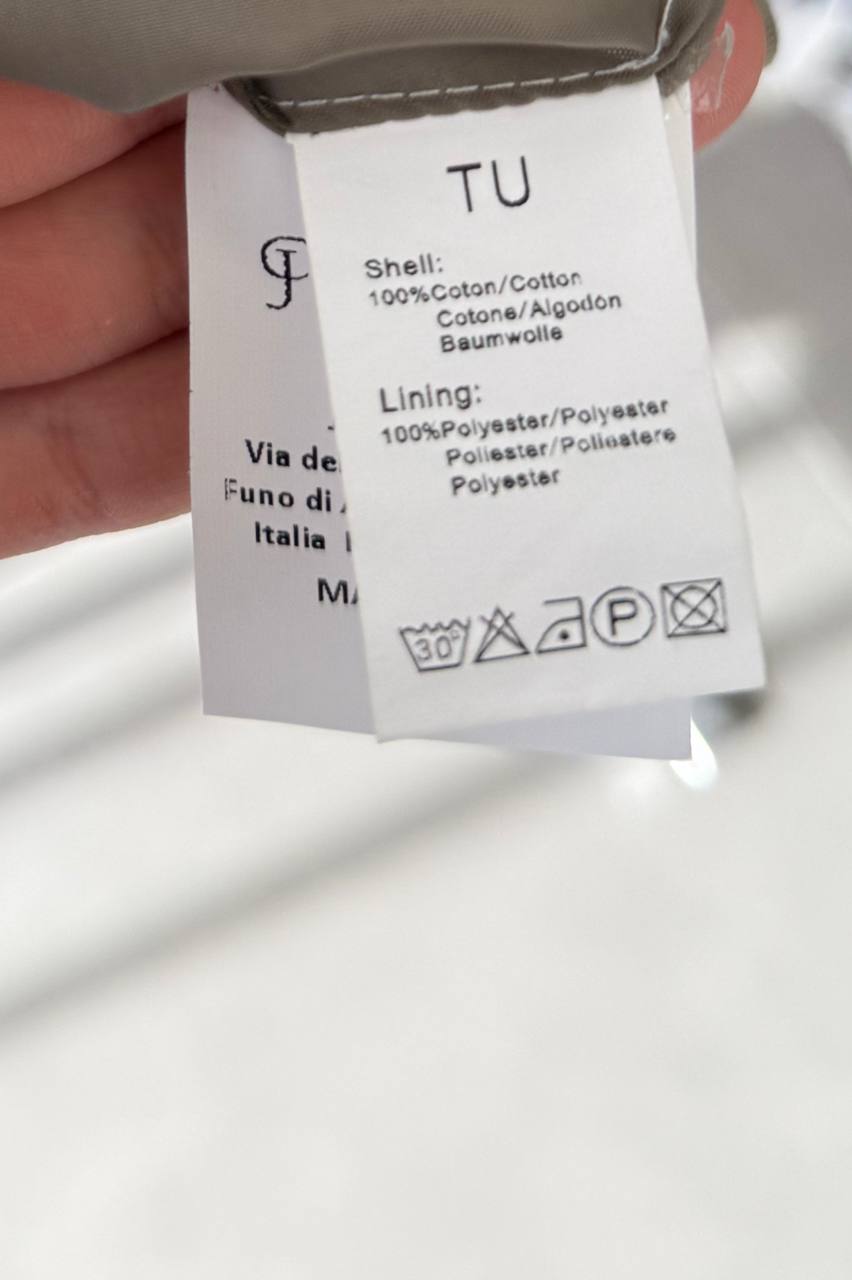 TU
Shell:
100%Coton/Cotton
Cotone/Algodón
Baumwolle
Lining:
100%Polyester/Polyester
Poliester/Poliestere
Polyester
30°
P
Via de
Funo di
Italia
MA